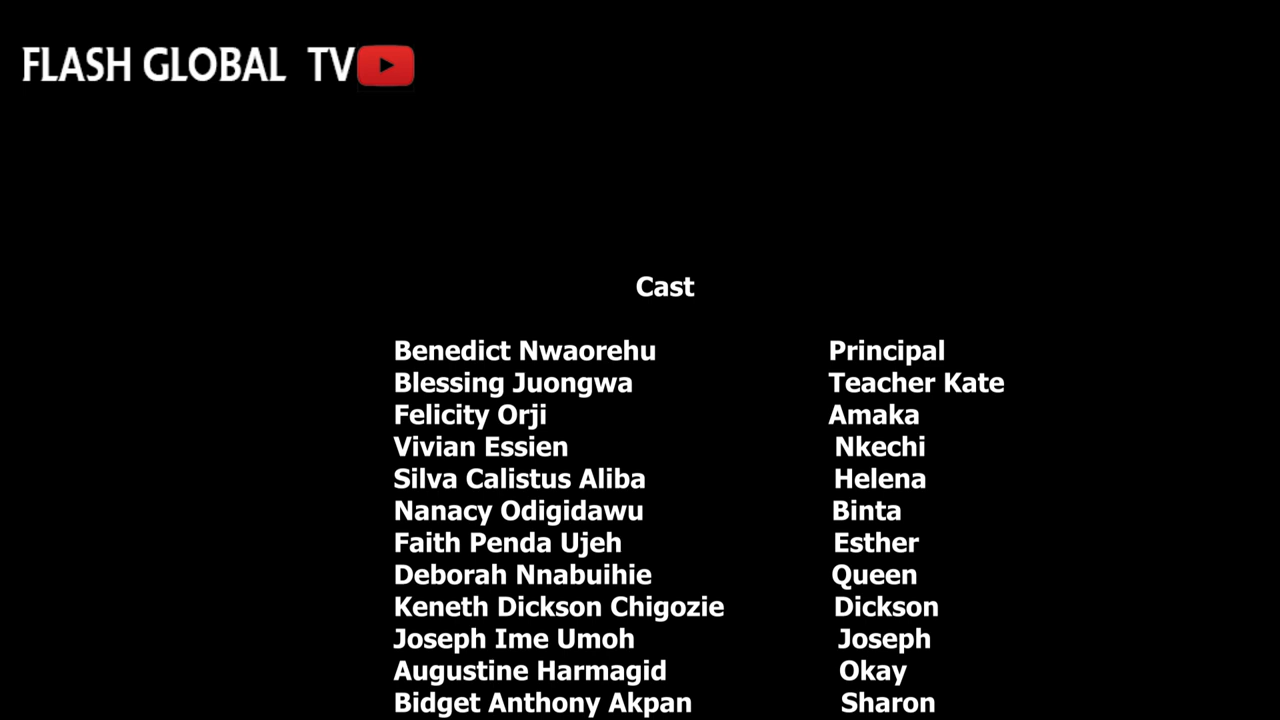 FLASH GLOBAL TV
Cast
Benedict Nwaorehu Principal
Blessing Juongwa Teacher Kate
Felicity Orji Amaka
Vivian Essien Nkechi
Silva Calistus Aliba Helena
Nanacy Odigidawu Binta
Faith Penda Ujeh Esther
Deborah Nnabuihie Queen
Keneth Dickson Chigozie Dickson
Joseph Ime Umoh Joseph
Augustine Harmagid Okay
Bidget Anthony Akpan Sharon